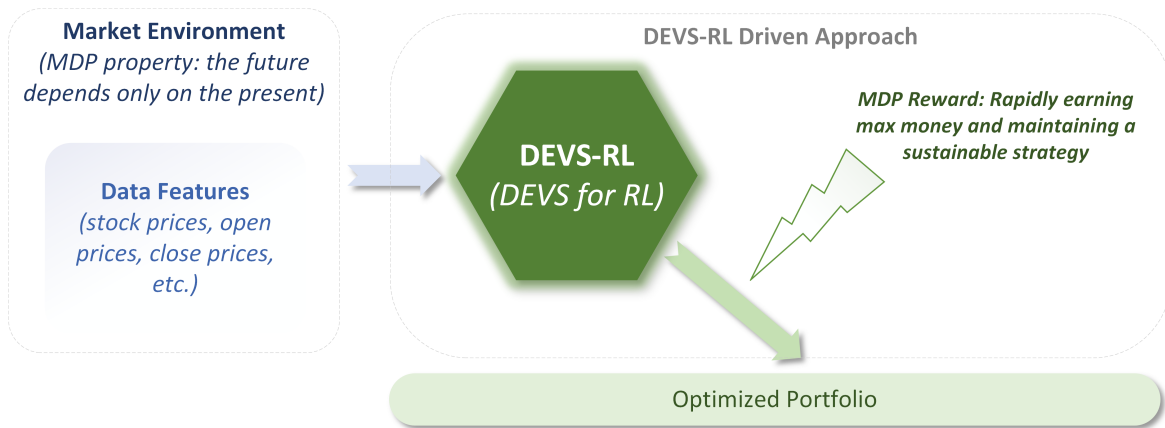 Market Environment
(MDP property: the future
depends only on the present)
Data Features
(stock prices, open
prices, close prices,
etc.)
DEVS-RL Driven Approach
DEVS-RL
(DEVS for RL)
MDP Reward: Rapidly earning
max money and maintaining a
sustainable strategy
Optimized Portfolio